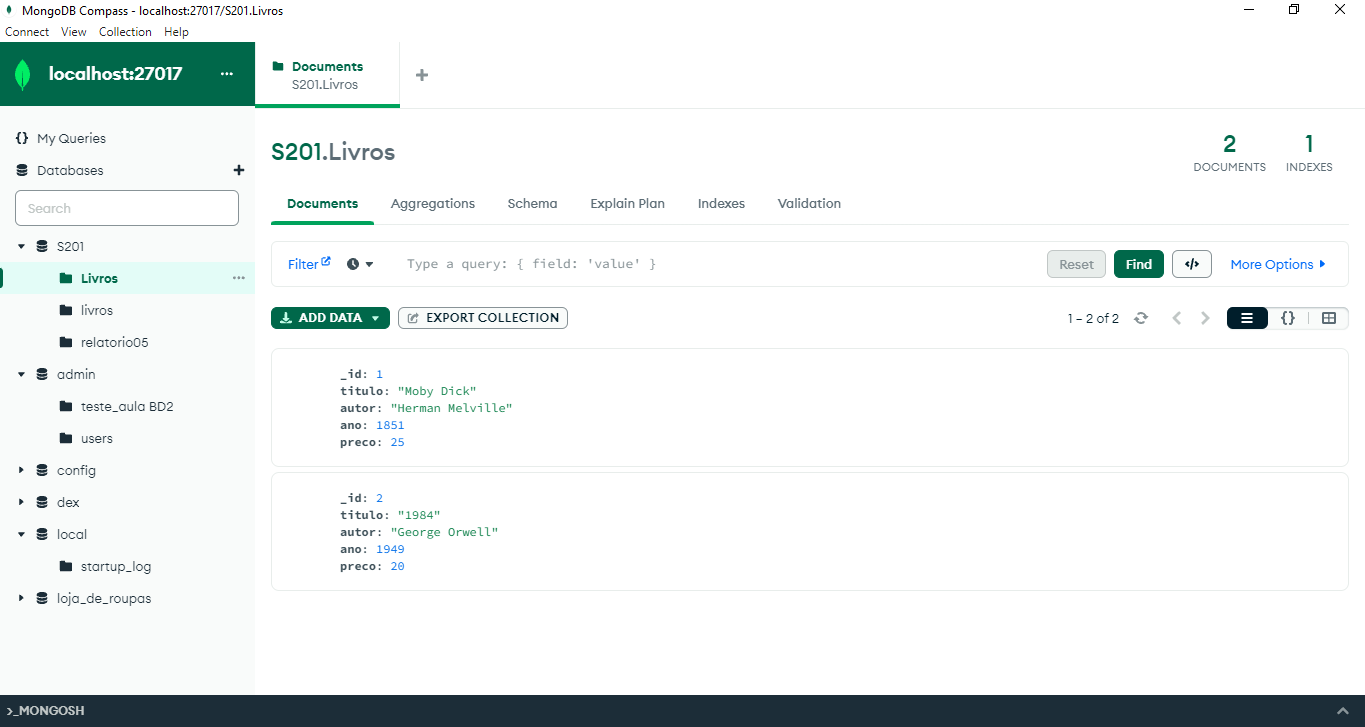 MongoDB Compass - localhost:27017/S201.Livros
Connect View Collection Help
localhost:27017 ...
Documents
S201.Livros
+
{} My Queries
Databases +
Search
S201
Livros ...
livros
relatorio05
admin
teste_aula BD2
users
config
dex
local
startup_log
loja_de_roupas
S201.Livros
2
DOCUMENTS
1
INDEXES
Documents Aggregations Schema Explain Plan Indexes Validation
Filter Type a query: { field: 'value' } Reset Find </> More Options
ADD DATA EXPORT COLLECTION 1 – 2 of 2 {}
_id: 1
titulo: "Moby Dick"
autor: "Herman Melville"
ano: 1851
preco: 25
_id: 2
titulo: "1984"
autor: "George Orwell"
ano: 1949
preco: 20
>_MONGOSH